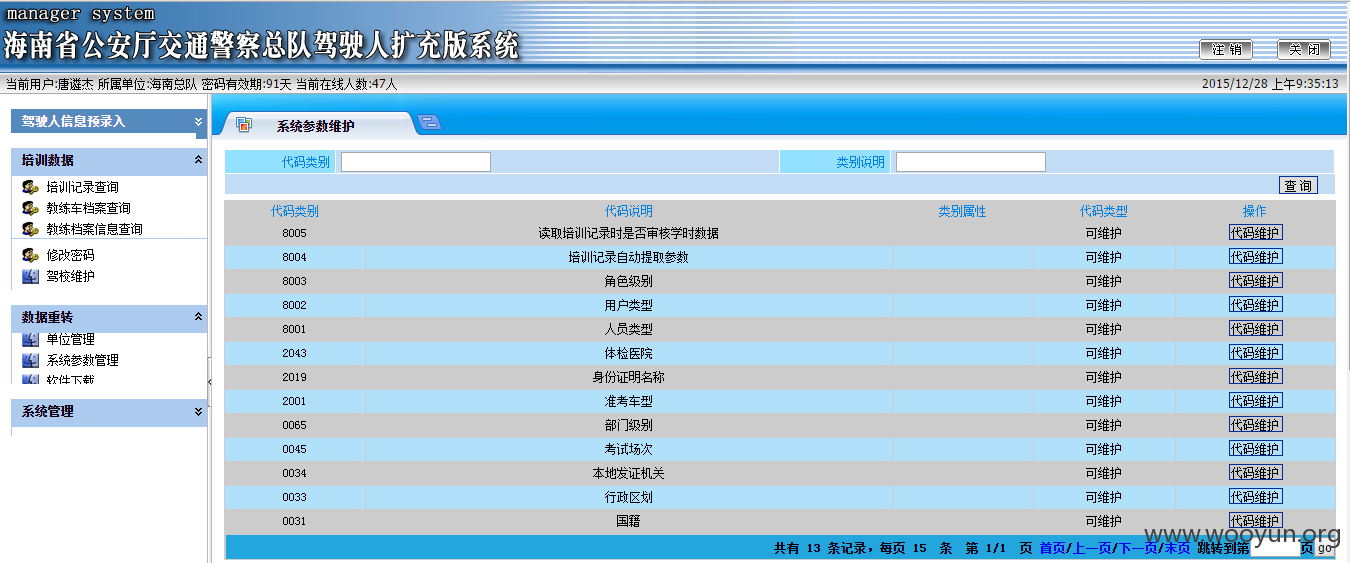 manager system
海南省公安厅交通警察总队驾驶人扩充版系统
注 销 关 闭
当前用户:唐遴杰 所属单位:海南总队 密码有效期:91天 当前在线人数:47人 2015/12/28 上午9:35:13
驾驶人信息预录入
培训数据
培训记录查询
教练车档案查询
教练档案信息查询
修改密码
驾校维护
数据重转
单位管理
系统参数管理
软件下载
系统管理
系统参数维护
代码类别 类别说明
查 询
代码类别 代码说明 类别属性 代码类型 操作
8005 读取培训记录时是否审核学时数据 可维护 代码维护
8004 培训记录自动提取参数 可维护 代码维护
8003 角色级别 可维护 代码维护
8002 用户类型 可维护 代码维护
8001 人员类型 可维护 代码维护
2043 体检医院 可维护 代码维护
2019 身份证明名称 可维护 代码维护
2001 准考车型 可维护 代码维护
0065 部门级别 可维护 代码维护
0045 考试场次 可维护 代码维护
0034 本地发证机关 可维护 代码维护
0033 行政区划 可维护 代码维护
0031 国籍 可维护 代码维护
共有 13 条记录，每页 15 条 第 1/1 页 首页/上一页/下一页/末页 跳转到第 页 go
www.wooyun.org